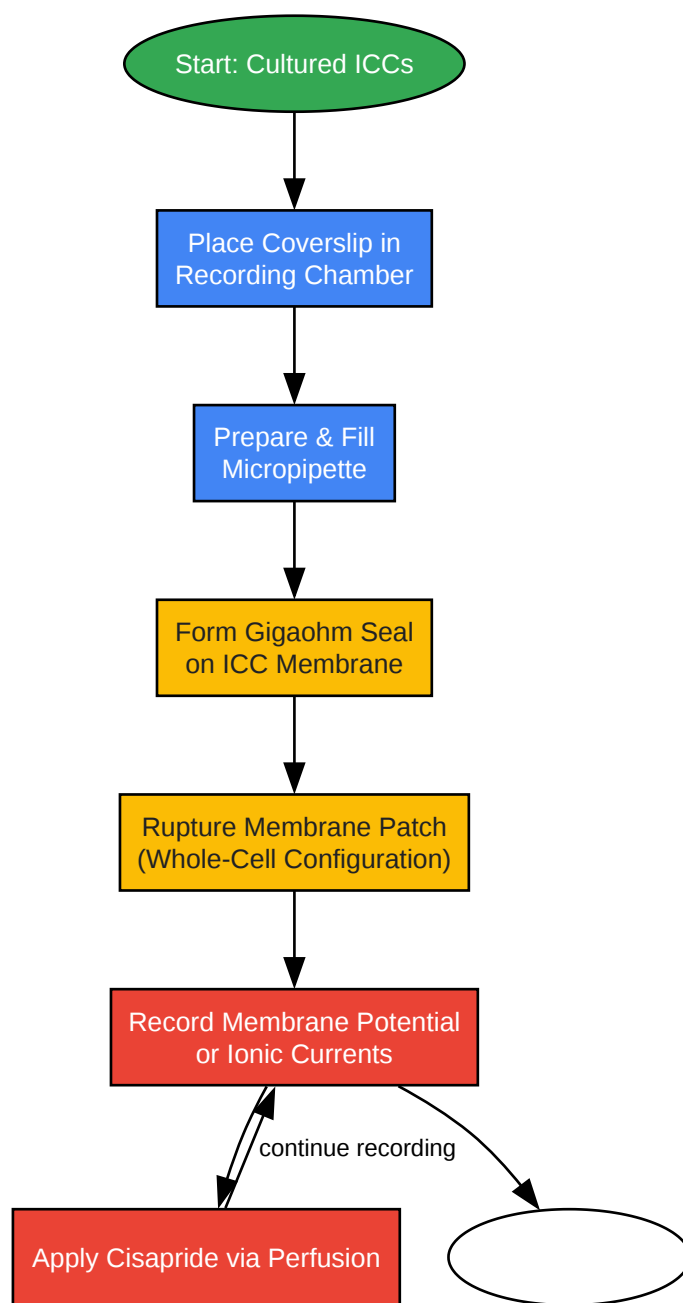 Start: Cultured ICCs
Place Coverslip in
Recording Chamber
Prepare & Fill
Micropipette
Form Gigaohm Seal
on ICC Membrane
Rupture Membrane Patch
(Whole-Cell Configuration)
Record Membrane Potential
or Ionic Currents
continue recording
Apply Cisapride via Perfusion